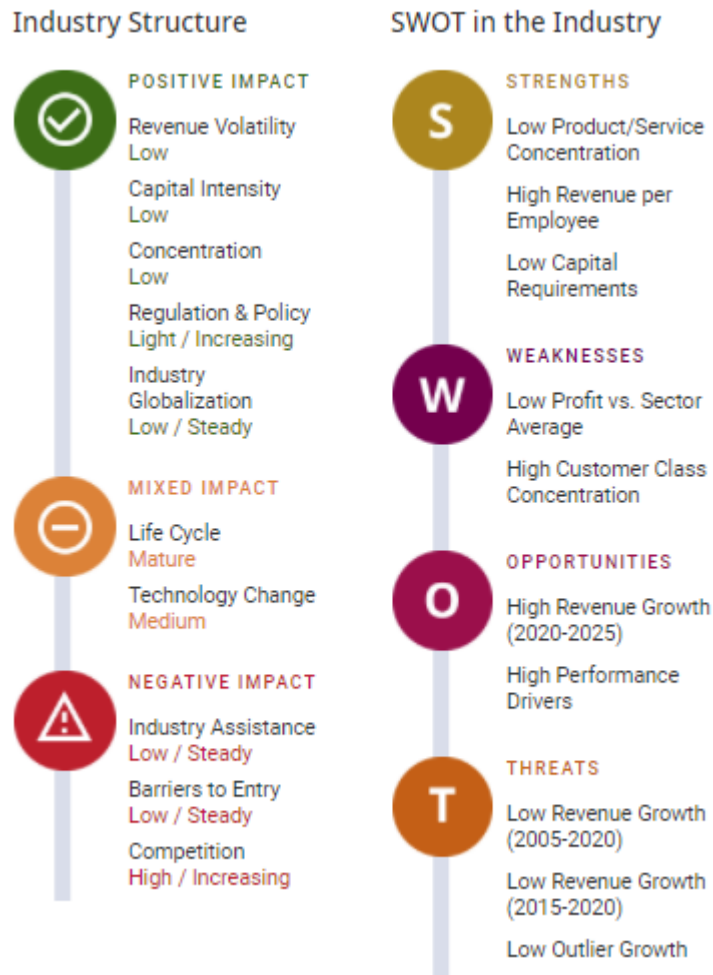 Industry Structure
POSITIVE IMPACT
Revenue Volatility
Low
Capital Intensity
Low
Concentration
Low
Regulation & Policy
Light / Increasing
Industry
Globalization
Low / Steady
MIXED IMPACT
Life Cycle
Mature
Technology Change
Medium
NEGATIVE IMPACT
Industry Assistance
Low / Steady
Barriers to Entry
Low / Steady
Competition
High / Increasing
SWOT in the Industry
S
STRENGTHS
Low Product/Service
Concentration
High Revenue per
Employee
Low Capital
Requirements
W
WEAKNESSES
Low Profit vs. Sector
Average
High Customer Class
Concentration
O
OPPORTUNITIES
High Revenue Growth
(2020-2025)
High Performance
Drivers
T
THREATS
Low Revenue Growth
(2005-2020)
Low Revenue Growth
(2015-2020)
Low Outlier Growth